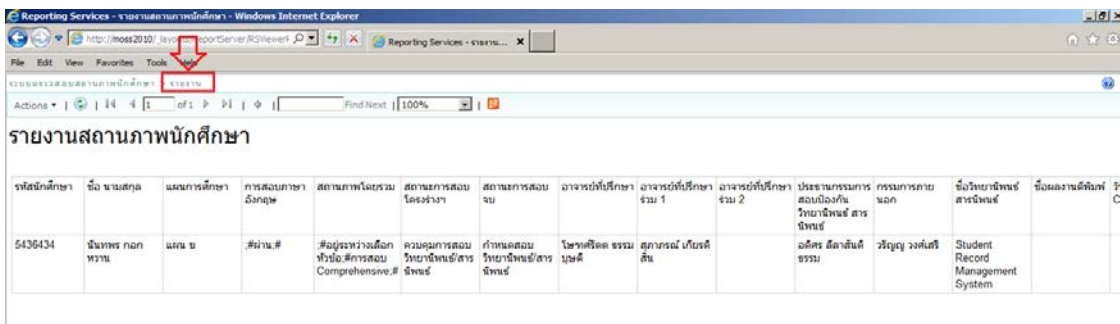 Reporting Services - รายงานสถานภาพนักศึกษา - Windows Internet Explorer
http://moss2010/_layouts/ReportServer/RSViewerP
Reporting Services - รายงาน...
File Edit View Favorites Tools Help
ระบบตรวจสอบสถานภาพนักศึกษา รายงาน
Actions 1 of 1 Find Next 100%
รายงานสถานภาพนักศึกษา
รหัสนักศึกษา ชื่อ นามสกุล แผนการศึกษา การสอบภาษา สถานภาพโดยรวม สถานะการสอบ สถานะการสอบ อาจารย์ที่ปรึกษา อาจารย์ที่ปรึกษา อาจารย์ที่ปรึกษา ประธานกรรมการ กรรมการภาย ชื่อวิทยานิพนธ์ ชื่อผลงานตีพิมพ์
อังกฤษ โครงร่างฯ จบ ร่วม 1 ร่วม 2 สอบป้องกัน นอก สารนิพนธ์
วิทยานิพนธ์ สาร
นิพนธ์
5436434 นันทพร กอก แผน ข ;#ผ่าน;# ;#อยู่ระหว่างเลือก ควบคุมการสอบ กำหนดสอบ โษฑศรัตต ธรรม สุภาภรณ์ เกียรติ อดิศร ลีลาสันติ วริญญู วงศ์เสรี Student
หวาน หัวข้อ;#การสอบ วิทยานิพนธ์/สาร วิทยานิพนธ์/สาร บุษดี สิน ธรรม Record
Comprehensive;# นิพนธ์ นิพนธ์ Management
System